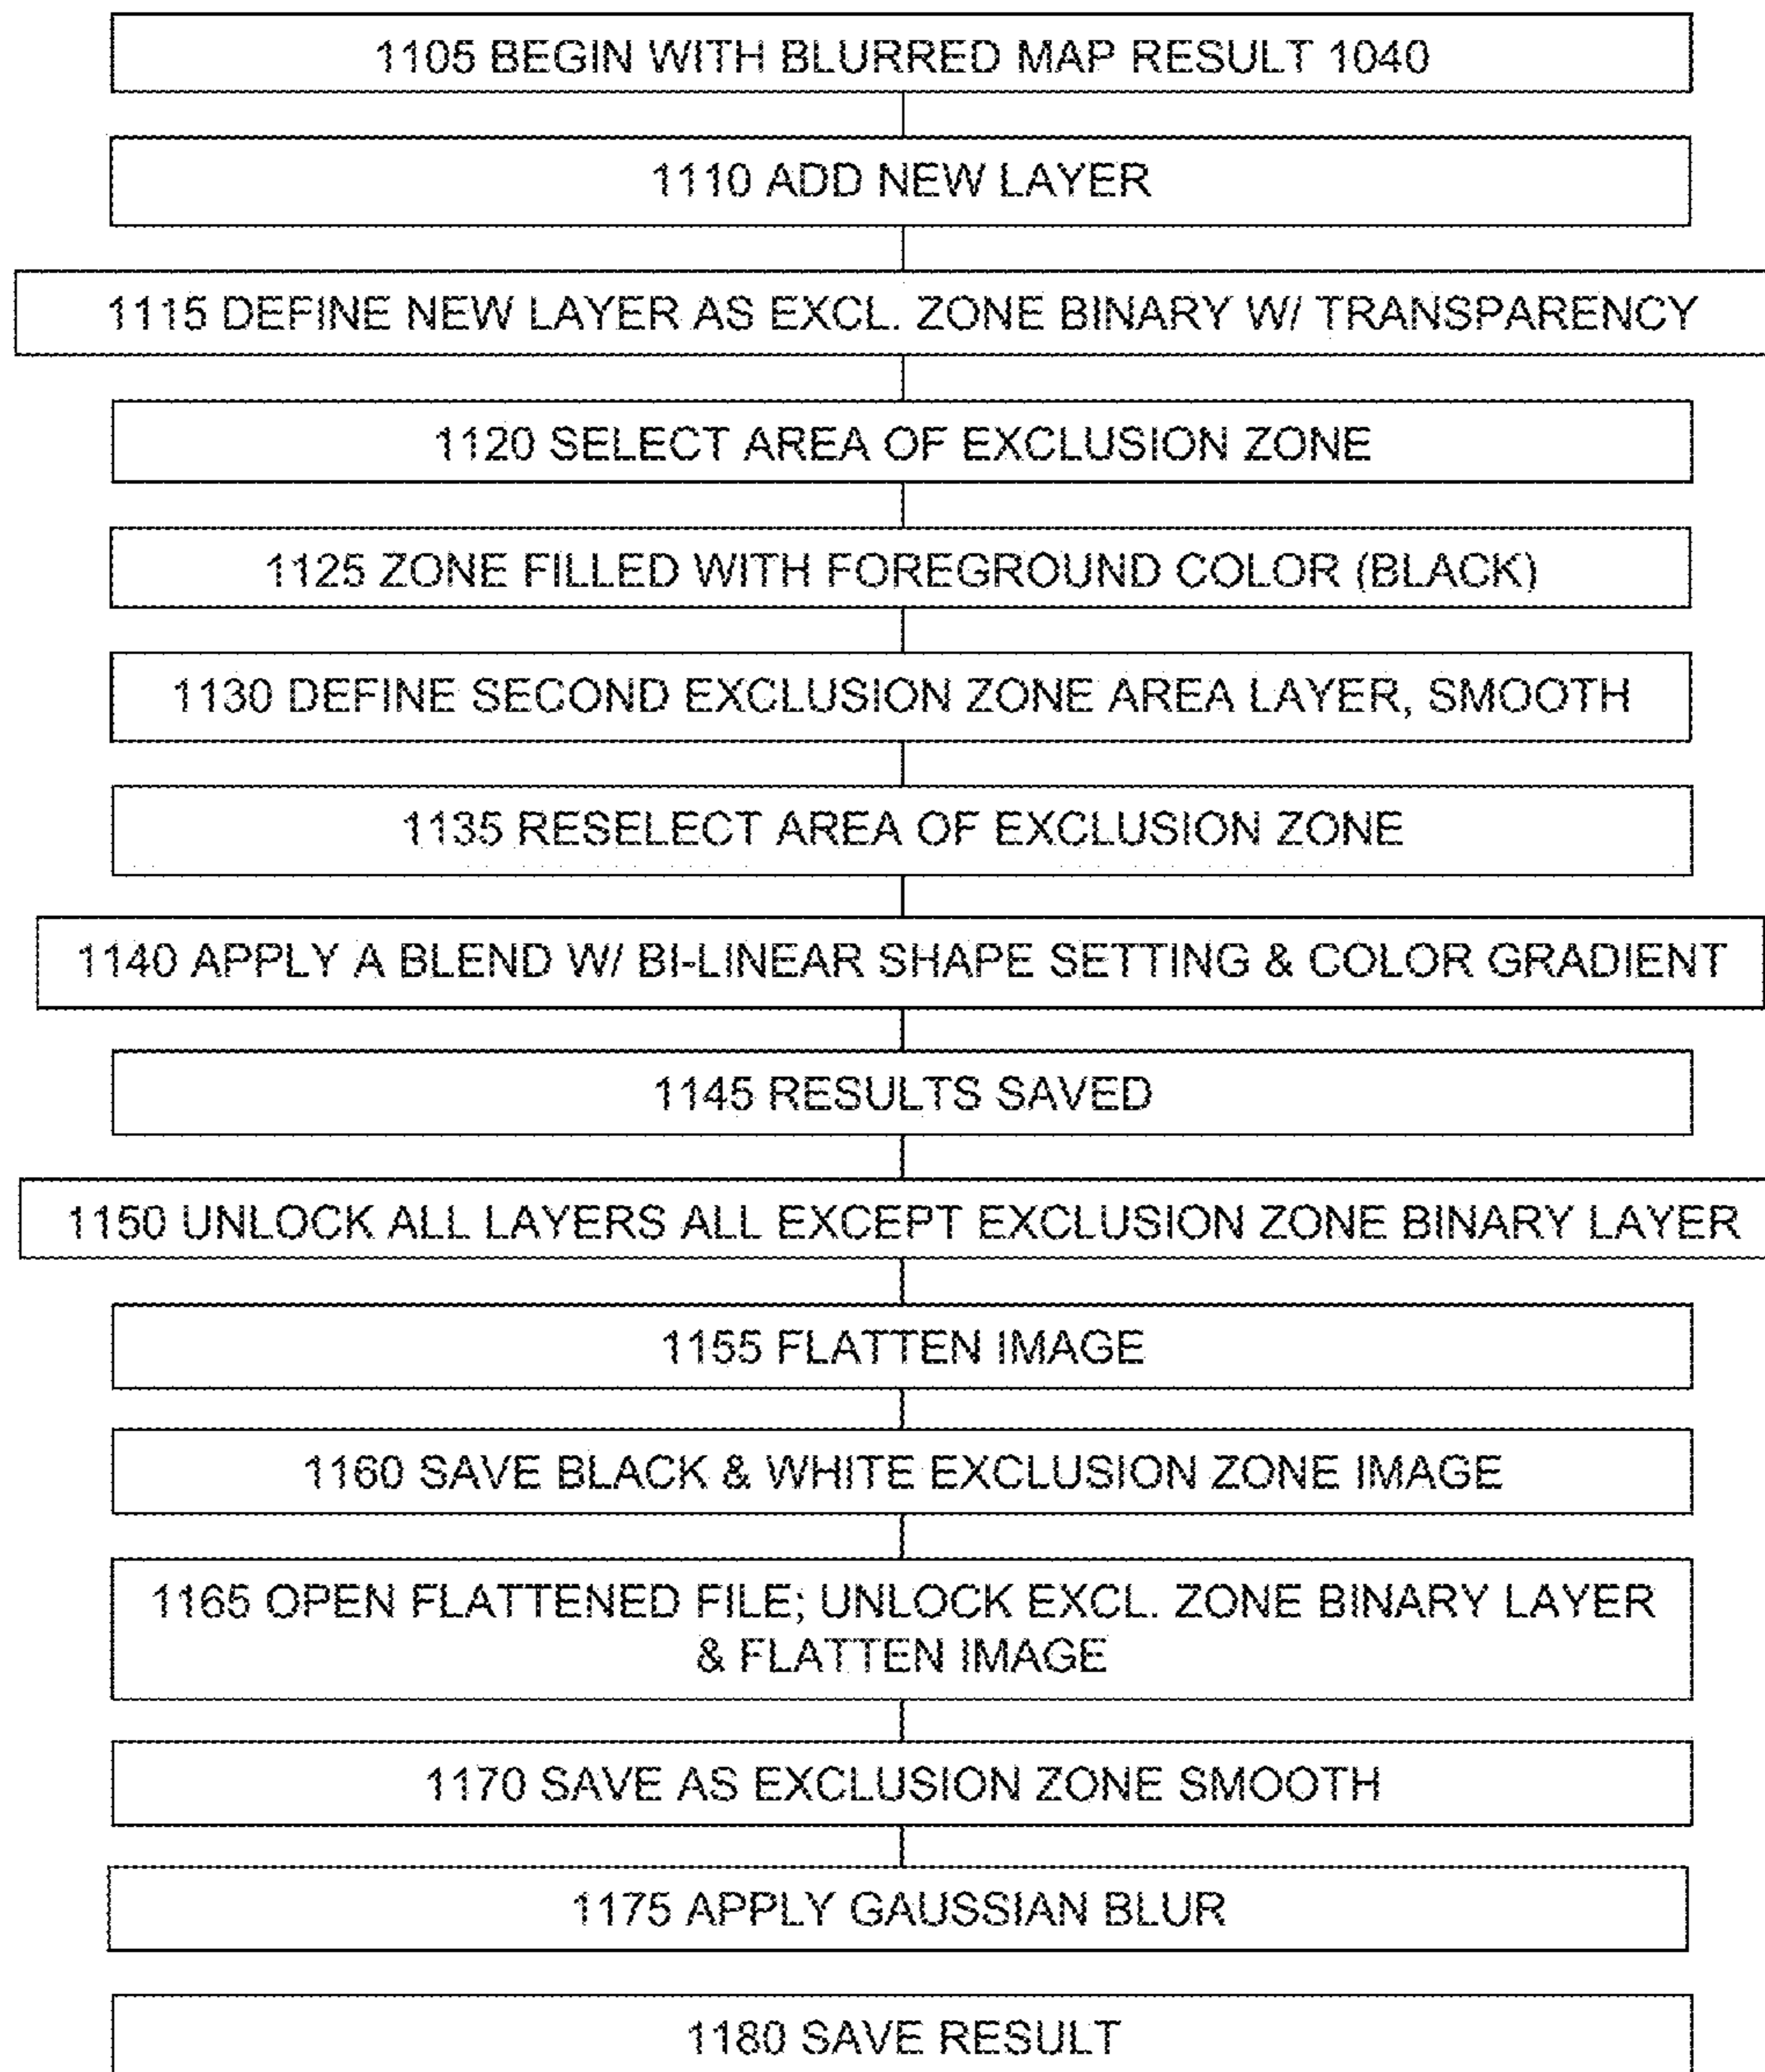 1105 BEGIN WITH BLURRED MAP RESULT 1040
1110 ADD NEW LAYER
1115 DEFINE NEW LAYER AS EXCL. ZONE BINARY W/ TRANSPARENCY
1120 SELECT AREA OF EXCLUSION ZONE
1125 ZONE FILLED WITH FOREGROUND COLOR (BLACK)
1130 DEFINE SECOND EXCLUSION ZONE AREA LAYER, SMOOTH
1135 RESELECT AREA OF EXCLUSION ZONE
1140 APPLY A BLEND W/ BI-LINEAR SHAPE SETTING & COLOR GRADIENT
1145 RESULTS SAVED
1150 UNLOCK ALL LAYERS ALL EXCEPT EXCLUSION ZONE BINARY LAYER
1155 FLATTEN IMAGE
1160 SAVE BLACK & WHITE EXCLUSION ZONE IMAGE
1165 OPEN FLATTENED FILE; UNLOCK EXCL. ZONE BINARY LAYER
& FLATTEN IMAGE
1170 SAVE AS EXCLUSION ZONE SMOOTH
1175 APPLY GAUSSIAN BLUR
1180 SAVE RESULT